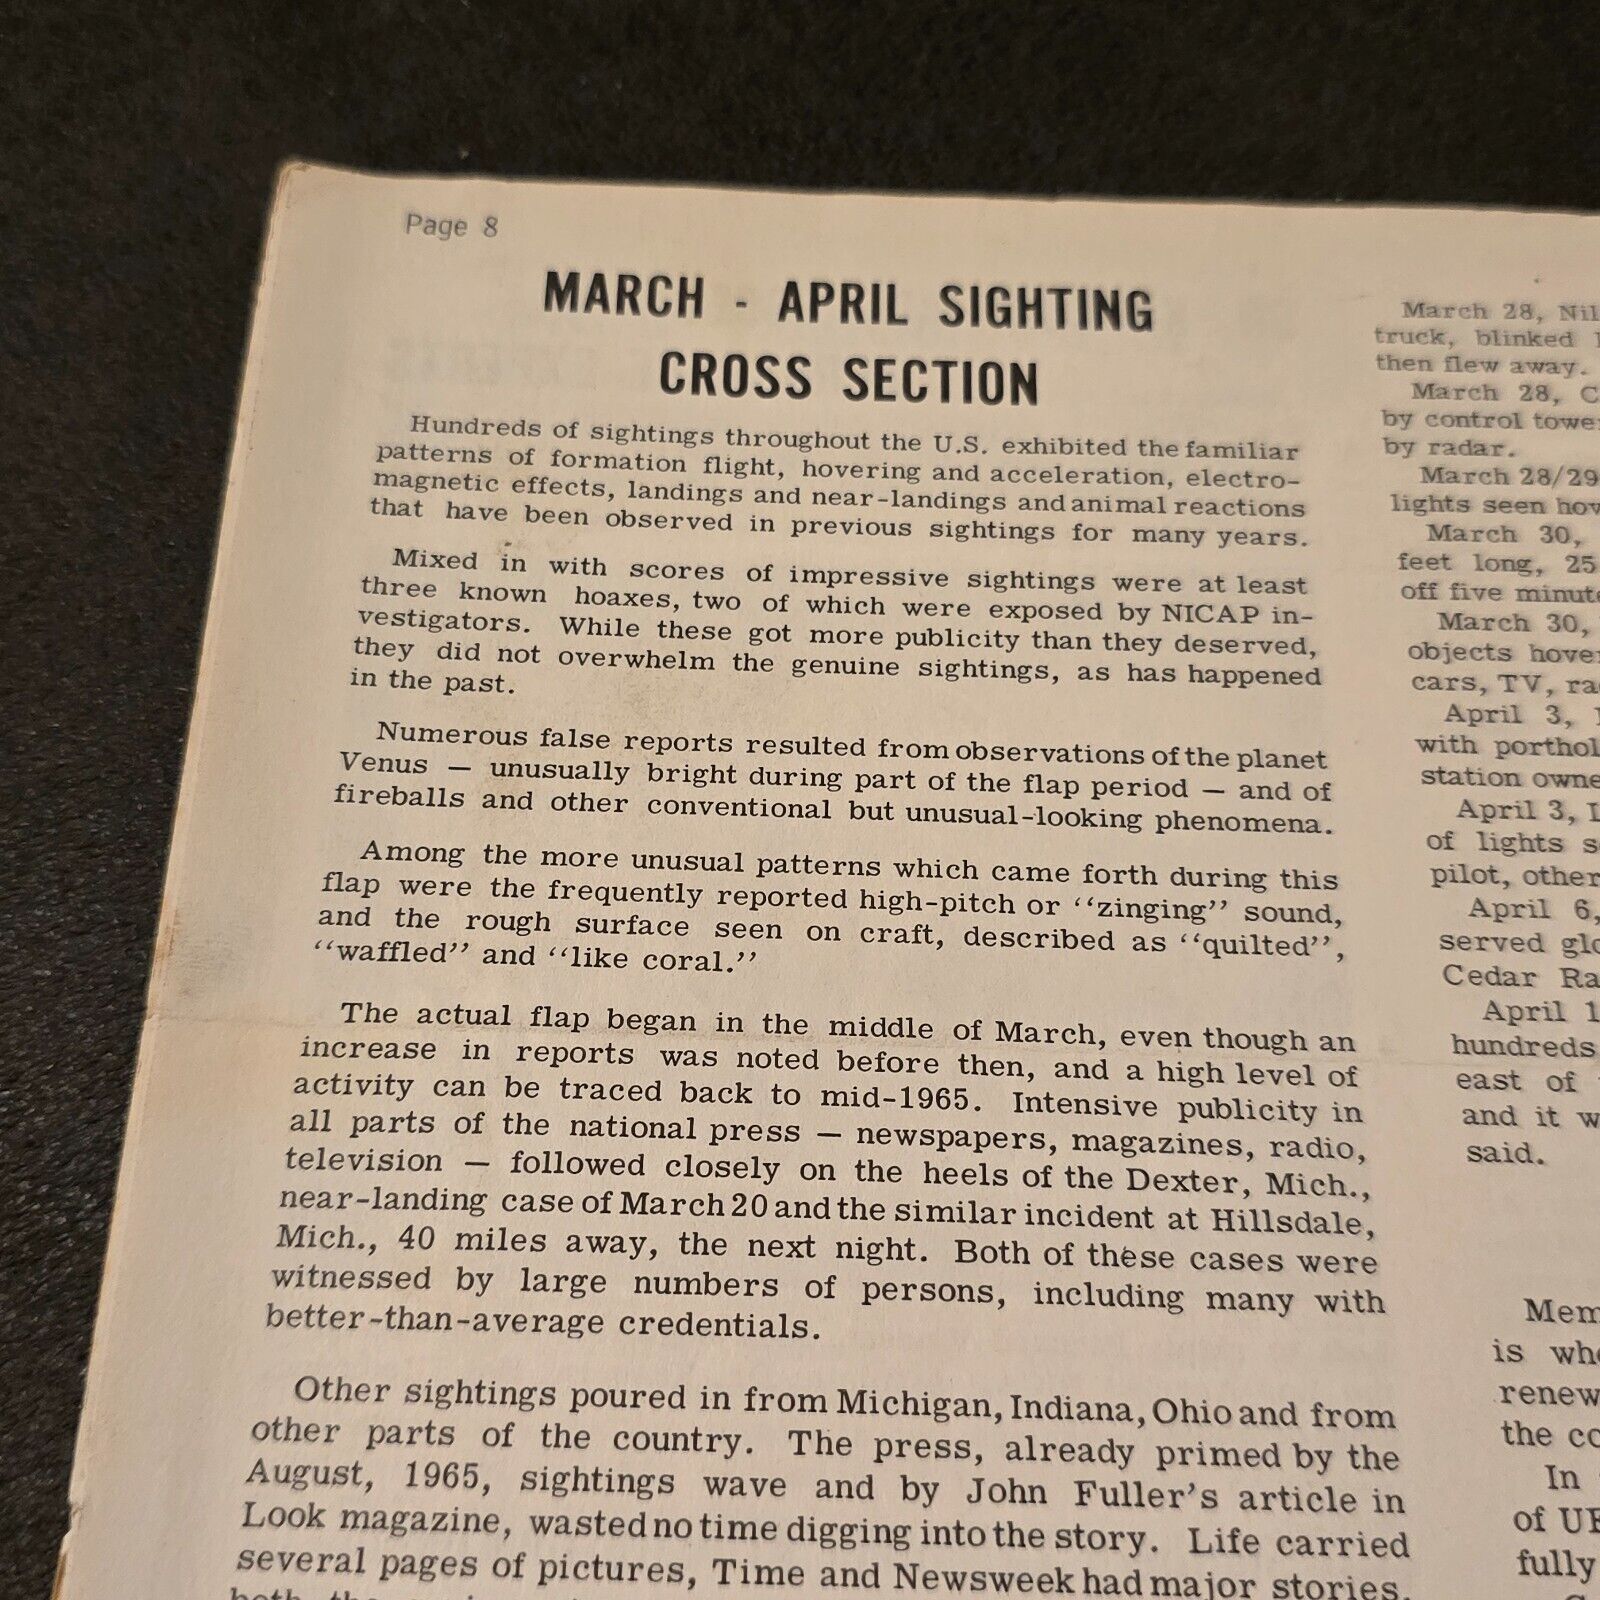 Page 8
MARCH - APRIL SIGHTING
CROSS SECTION
Hundreds of sightings throughout the U.S. exhibited the familiar
patterns of formation flight, hovering and acceleration, electro-
magnetic effects, landings and near-landings and animal reactions
that have been observed in previous sightings for many years.
Mixed in with scores of impressive sightings were at least
three known hoaxes, two of which were exposed by NICAP in-
vestigators. While these got more publicity than they deserved,
they did not overwhelm the genuine sightings, as has happened
in the past.
Numerous false reports resulted from observations of the planet
Venus — unusually bright during part of the flap period — and of
fireballs and other conventional but unusual-looking phenomena.
Among the more unusual patterns which came forth during this
flap were the frequently reported high-pitch or ‘‘zinging’’ sound,
and the rough surface seen on craft, described as ‘‘quilted’’,
‘‘waffled’’ and ‘‘like coral.’’
The actual flap began in the middle of March, even though an
increase in reports was noted before then, and a high level of
activity can be traced back to mid-1965. Intensive publicity in
all parts of the national press — newspapers, magazines, radio,
television — followed closely on the heels of the Dexter, Mich.,
near-landing case of March 20 and the similar incident at Hillsdale,
Mich., 40 miles away, the next night. Both of these cases were
witnessed by large numbers of persons, including many with
better-than-average credentials.
Other sightings poured in from Michigan, Indiana, Ohio and from
other parts of the country. The press, already primed by the
August, 1965, sightings wave and by John Fuller's article in
Look magazine, wasted no time digging into the story. Life carried
several pages of pictures, Time and Newsweek had major stories,
March 28,
truck, blinked
then flew away.
March 28,
by control
by radar.
March 28/29
lights seen
March 30,
feet long, 25
off five
March 30,
objects
cars, TV,
April 3,
with
station
April 3,
of lights
pilot,
April 6,
served
Cedar
April
hundreds
east of
and it
said.
is
the
In
of
fully